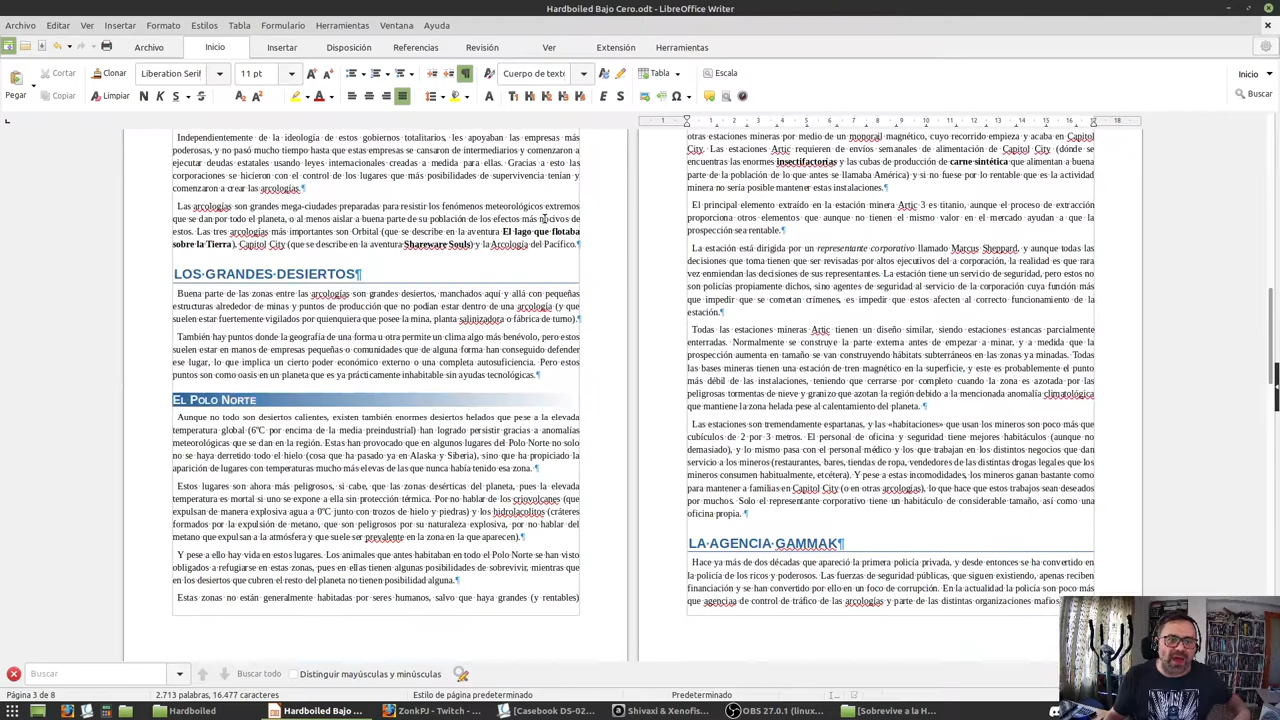 Hardboiled Bajo Cero.odt - LibreOffice Writer
Archivo Editar Ver Insertar Formato Estilos Tabla Formulario Herramientas Ventana Ayuda
Archivo Inicio Insertar Disposición Referencias Revisión Ver Extensión Herramientas
Cortar Clonar Liberation Serif 11 pt Cuerpo de texto Tabla Escala Inicio
Pegar Copiar Limpiar Buscar
Independientemente de la ideología de estos gobiernos totalitarios, les apoyaban las empresas más
poderosas, y no pasó mucho tiempo hasta que estas empresas se cansaron de intermediarios y comenzaron a
ejecutar deudas estatales usando leyes internacionales creadas a medida para ellas. Gracias a esto las
corporaciones se hicieron con el control de los lugares que más posibilidades de supervivencia tenían y
comenzaron a crear las arcologías.¶
Las arcologías son grandes mega-ciudades preparadas para resistir los fenómenos meteorológicos extremos
que se dan por todo el planeta, o al menos aislar a buena parte de su población de los efectos más nocivos de
estos. Las tres arcologías más importantes son Orbital (que se describe en la aventura El lago que flotaba
sobre la Tierra), Capitol City (que se describe en la aventura Shareware Souls) y la Arcología del Pacífico.¶
LOS GRANDES DESIERTOS¶
Buena parte de las zonas entre las arcologías son grandes desiertos, manchados aquí y allá con pequeñas
estructuras alrededor de minas y puntos de producción que no podían estar dentro de una arcología (y que
suelen estar fuertemente vigilados por quienquiera que posee la mina, planta salinizadora o fábrica de turno).¶
También hay puntos donde la geografía de una forma u otra permite un clima algo más benévolo, pero estos
suelen estar en manos de empresas pequeñas o comunidades que de alguna forma han conseguido defender
ese lugar, lo que implica un cierto poder económico externo o una completa autosuficiencia. Pero estos
puntos son como oasis en un planeta que es ya prácticamente inhabitable sin ayudas tecnológicas.¶
EL POLO NORTE
Aunque no todo son desiertos calientes, existen también enormes desiertos helados que pese a la elevada
temperatura global (6ºC por encima de la media preindustrial) han logrado persistir gracias a anomalías
meteorológicas que se dan en la región. Estas han provocado que en algunos lugares del Polo Norte no solo
no se haya derretido todo el hielo (cosa que ha pasado ya en Alaska y Siberia), sino que ha propiciado la
aparición de lugares con temperaturas mucho más elevas de las que nunca había tenido esa zona. ¶
Estos lugares son ahora más peligrosos, si cabe, que las zonas deserticas del planeta, pues la elevada
temperatura es mortal si uno se expone a ella sin protección térmica. Por no hablar de los criovolcanes (que
expulsan de manera explosiva agua a 0ºC junto con trozos de hielo y piedras) y los hidrolacolitos (cráteres
formados por la expulsión de metano, que son peligrosos por su naturaleza explosiva, por no hablar del
metano que expulsan a la atmósfera y que suele ser prevalente en la zona en la que aparecen).¶
Y pese a ello hay vida en estos lugares. Los animales que antes habitaban en todo el Polo Norte se han visto
obligados a refugiarse en estas zonas, pues en ellas tienen algunas posibilidades de sobrevivir, mientras que
en los desiertos que cubren el resto del planeta no tienen posibilidad alguna.¶
Estas zonas no están generalmente habitadas por seres humanos, salvo que haya grandes (y rentables)
otras estaciones mineras por medio de un monorail magnético, cuyo recorrido empieza y acaba en Capitol
City. Las estaciones Artic requieren de envíos semanales de alimentación de Capitol City (dónde se
encuentras las enormes insectifactorías y las cubas de producción de carne sintética que alimentan a buena
parte de la población de lo que antes se llamaba América) y si no fuese por lo rentable que es la actividad
minera no sería posible mantener estas instalaciones.¶
El principal elemento extraído en la estación minera Artic 3 es titanio, aunque el proceso de extracción
proporciona otros elementos que aunque no tienen el mismo valor en el mercado ayudan a que la
prospección sea rentable.¶
La estación está dirigida por un representante corporativo llamado Marcus Sheppard, y aunque todas las
decisiones que toma tienen que ser revisadas por altos ejecutivos del a corporación, la realidad es que rara
vez enmiendan las decisiones de sus representantes. La estación tiene un servicio de seguridad, pero estos no
son policías propiamente dichos, sino agentes de seguridad al servicio de la corporación cuya función más
que impedir que se cometan crímenes, es impedir que estos afecten al correcto funcionamiento de la
estación.¶
Todas las estaciones mineras Artic tienen un diseño similar, siendo estaciones estancas parcialmente
enterradas. Normalmente se construye la parte externa antes de empezar a minar, y a medida que la
prospección aumenta en tamaño se van construyendo hábitats subterráneos en las zonas ya minadas. Todas
las bases mineras tienen una estación de tren magnético en la superficie, y este es probablemente el punto
más débil de las instalaciones, teniendo que cerrarse por completo cuando la zona es azotada por las
peligrosas tormentas de nieve y granizo que azotan la región debido a la mencionada anomalía climatológica
que mantiene la zona helada pese al calentamiento del planeta. ¶
Las estaciones son tremendamente espartanas, y las «habitaciones» que usan los mineros son poco más que
cubículos de 2 por 3 metros. El personal de oficina y seguridad tiene mejores habitáculos (aunque no
demasiado), y lo mismo pasa con el personal médico y los que trabajan en los distintos negocios que dan
servicio a los mineros (restaurantes, bares, tiendas de ropa, vendedores de las distintas drogas legales que los
mineros consumen habitualmente, etcétera). Y pese a estas incomodidades, los mineros ganan bastante como
para mantener a familias en Capitol City (o en otras arcologías), lo que hace que estos trabajos sean deseados
por muchos. Solo el representante corporativo tiene un habitáculo de considerable tamaño, así como una
oficina propia. ¶
LA AGENCIA GAMMAK¶
Hace ya más de dos décadas que apareció la primera policía privada, y desde entonces se ha convertido en
la policía de los ricos y poderosos. Las fuerzas de seguridad públicas, que siguen existiendo, apenas reciben
financiación y se han convertido por ello en un foco de corrupción. En la actualidad la policía son poco más
que agencia de control de tráfico de las arcologías y parte de las distintas organizaciones
Buscar Buscar todo Distinguir mayúsculas y minúsculas
Página 3 de 8 2.713 palabras, 16.477 caracteres Estilo de página predeterminado Predeterminado
Hardboiled Hardboiled Bajo ... ZonkPJ - Twitch - ... [Casebook DS-02... Shivaxi & Xenofis... OBS 27.0.1 (linux... [Sobrevive a la H...